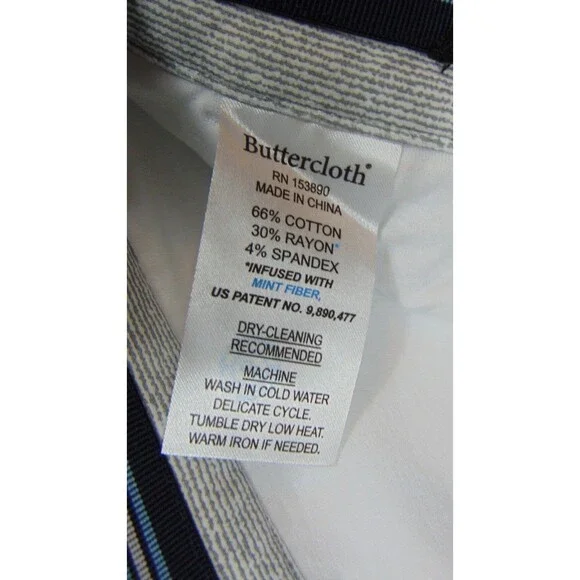 Buttercloth®
RN 153890
MADE IN CHINA
66% COTTON
30% RAYON*
4% SPANDEX
*INFUSED WITH
MINT FIBER,
US PATENT NO. 9,890,477
DRY-CLEANING
RECOMMENDED
MACHINE
WASH IN COLD WATER
DELICATE CYCLE.
TUMBLE DRY LOW HEAT.
WARM IRON IF NEEDED.